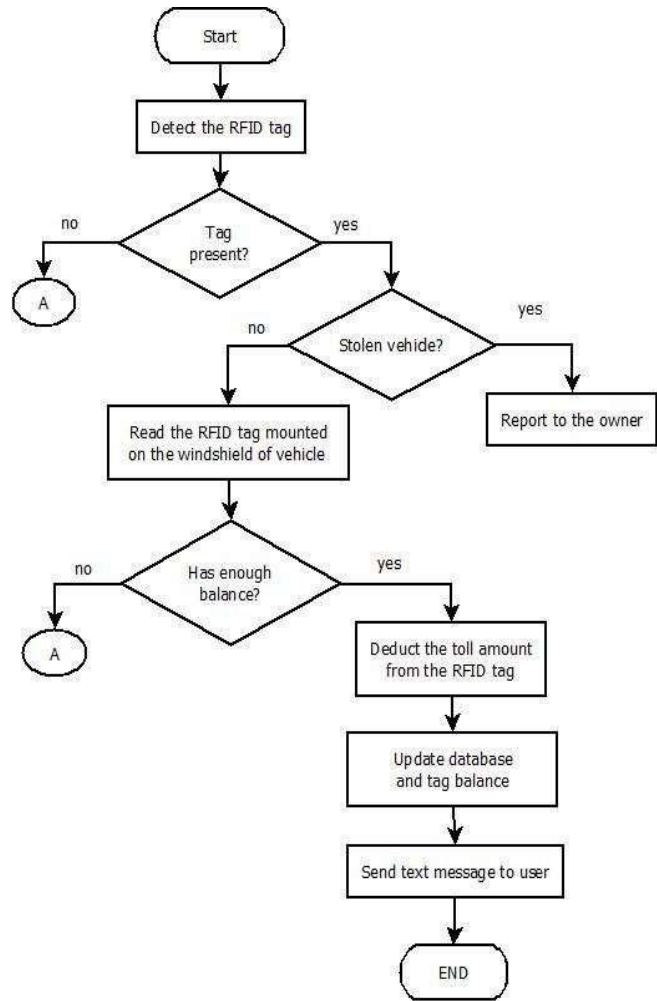 Start
Detect the RFID tag
no
Tag
present?
yes
A
no
Stolen vehide?
yes
Read the RFID tag mounted
on the windshield of vehicle
Report to the owner
no
Has enough
balance?
yes
A
Deduct the toll amount
from the RFID tag
Update database
and tag balance
Send text message to user
END